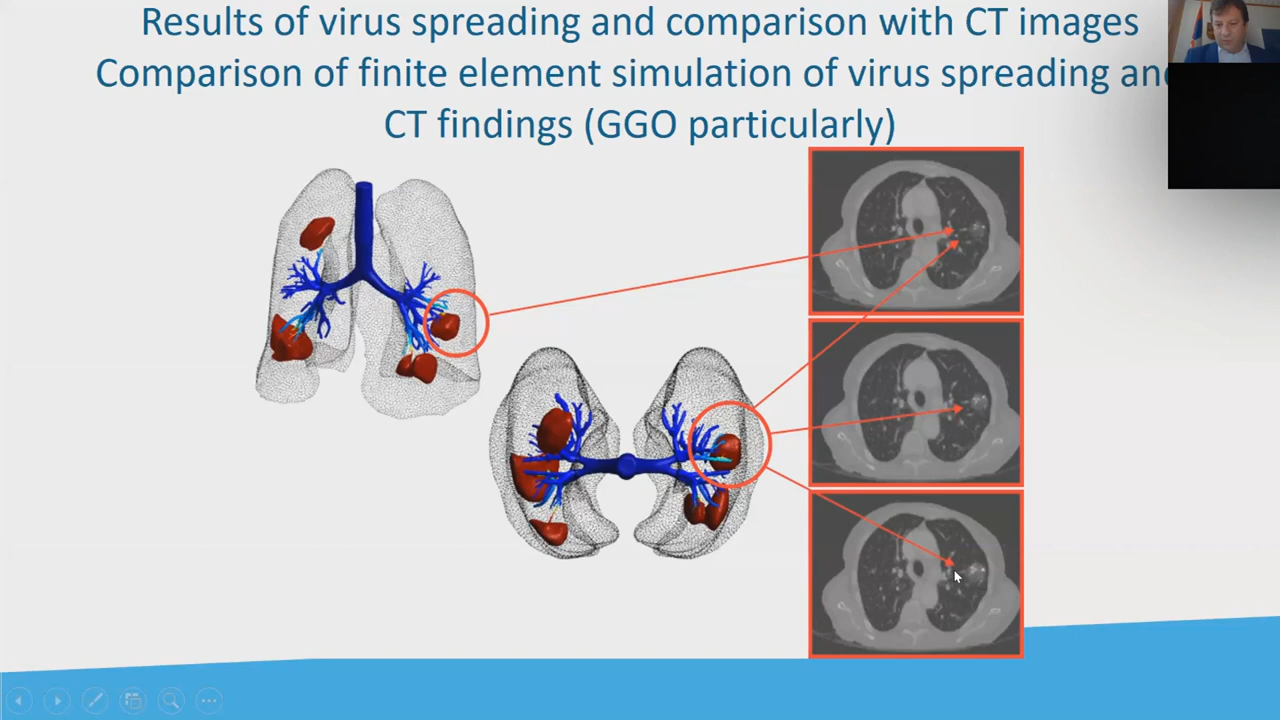 Results of virus spreading and comparison with CT images
Comparison of finite element simulation of virus spreading and
CT findings (GGO particularly)